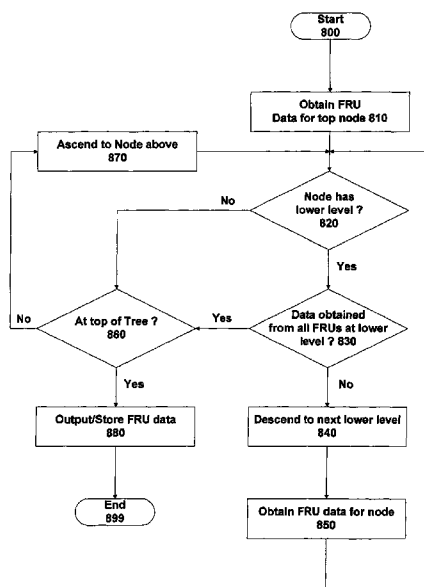 Start
800
Obtain FRU
Data for top node 810
Ascend to Node above
870
Node has
lower level ?
820
No
Yes
No
At top of Tree ?
860
Yes
Data obtained
from all FRUs at lower
level ? 830
Yes
No
Output/Store FRU data
880
Descend to next lower level
840
End
899
Obtain FRU data for node
850